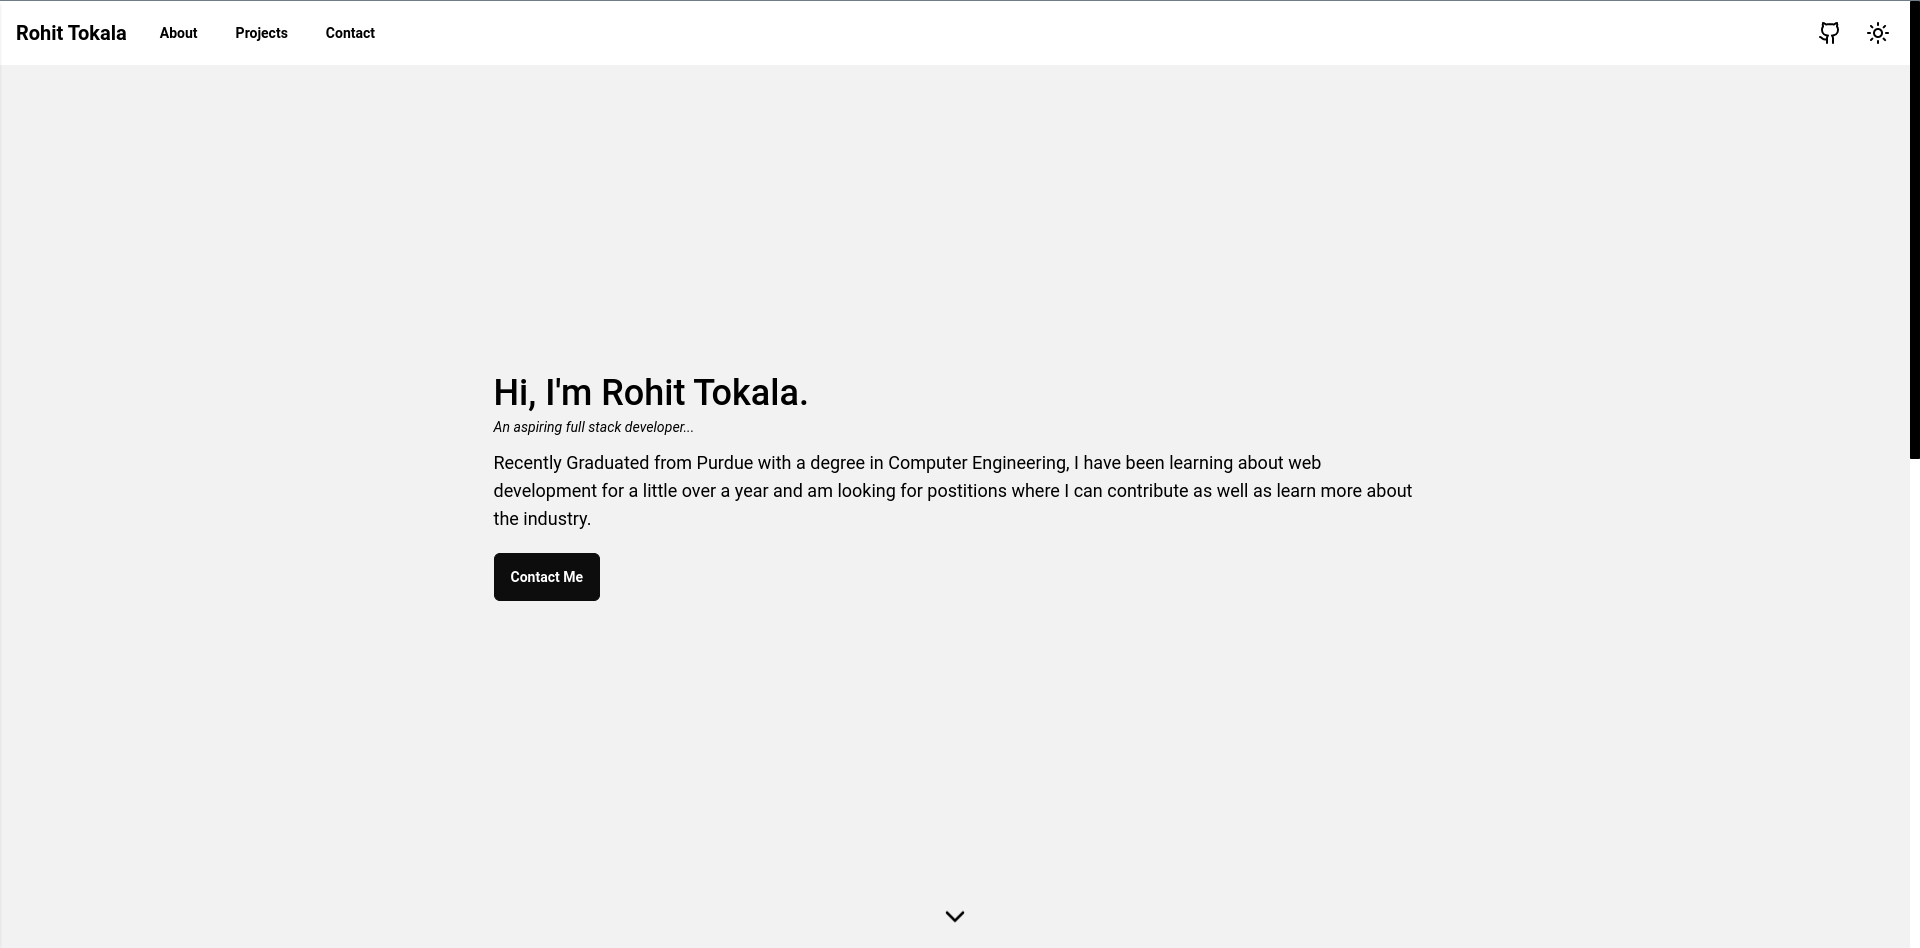 Rohit Tokala
About
Projects
Contact
Hi, I'm Rohit Tokala.
An aspiring full stack developer...
Recently Graduated from Purdue with a degree in Computer Engineering, I have been learning about web
development for a little over a year and am looking for postitions where I can contribute as well as learn more about
the industry.
Contact Me